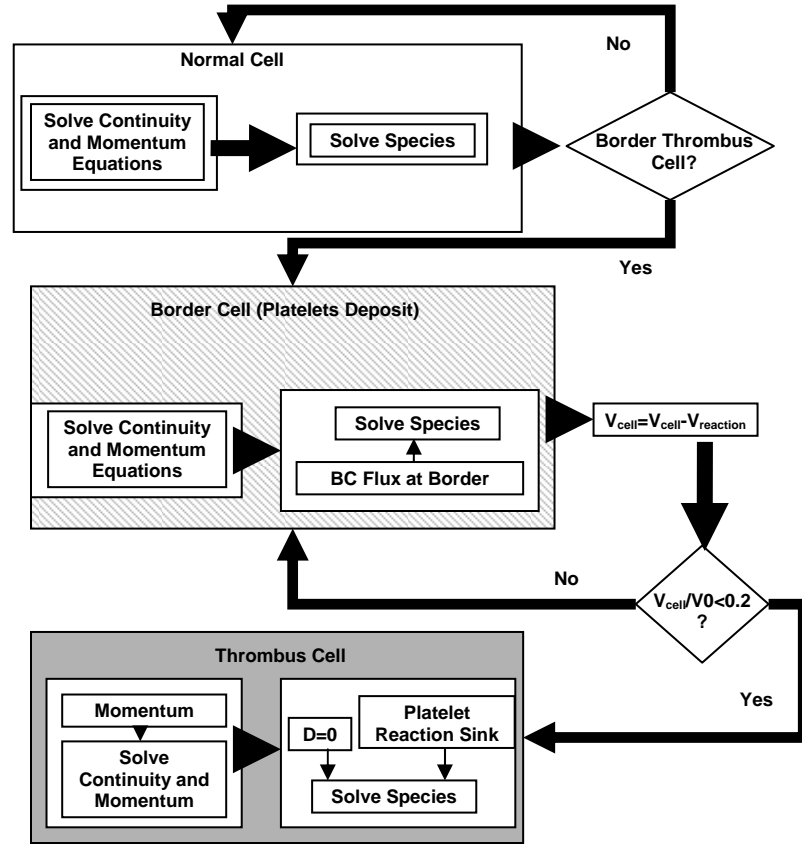 No
Normal Cell
Solve Continuity
and Momentum
Equations
Solve Species
Border Thrombus
Cell?
Yes
Border Cell (Platelets Deposit)
Solve Continuity
and Momentum
Equations
Solve Species
BC Flux at Border
Vcell=Vcell-Vreaction
No
Vcell/V0<0.2
?
Yes
Thrombus Cell
Momentum
Solve
Continuity and
Momentum
D=0
Platelet
Reaction Sink
Solve Species